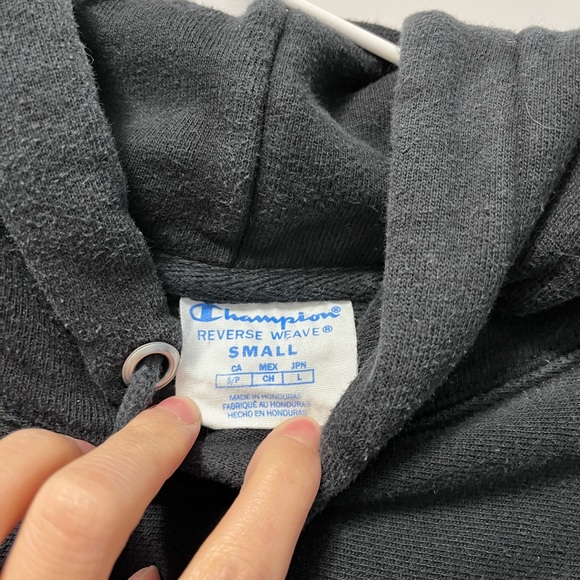 Champion®
REVERSE WEAVE®
SMALL
CA MEX JPN
S/P CH L
MADE IN HONDURAS
FABRIQUÉ AU HONDURAS
HECHO EN HONDURAS